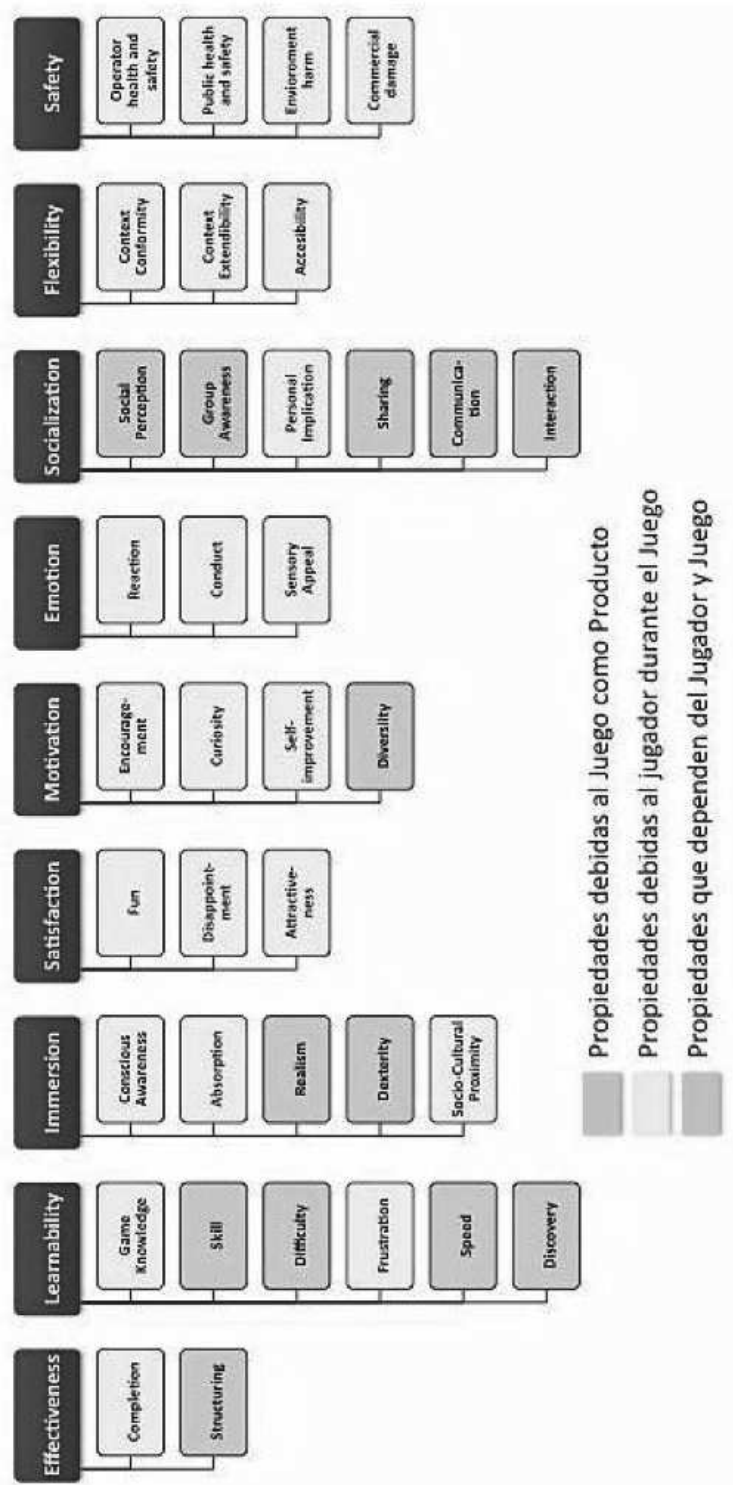 Effectiveness
Completion
Structuring
Learnability
Game
Knowledge
Skill
Difficulty
Frustration
Speed
Discovery
Immersion
Conscious
Awareness
Absorption
Realism
Dexterity
Socio-Cultural
Proximity
Satisfaction
Fun
Disappoint-
ment
Attractive-
ness
Motivation
Encourage-
ment
Curiosity
Self-
improvement
Diversility
Emotion
Reaction
Conduct
Sensory
Appeal
Socialization
Social
Perception
Group
Awareness
Personal
Implication
Sharing
Communica-
tion
Interaction
Flexibility
Context
Conformity
Context
Extendibility
Accesibility
Safety
Operator
health and
safety
Public health
and safety
Envioroment
harm
Commercial
damage
Propiedades debidas al Juego como Producto
Propiedades debidas al jugador durante el Juego
Propiedades que dependen del Jugador y Juego